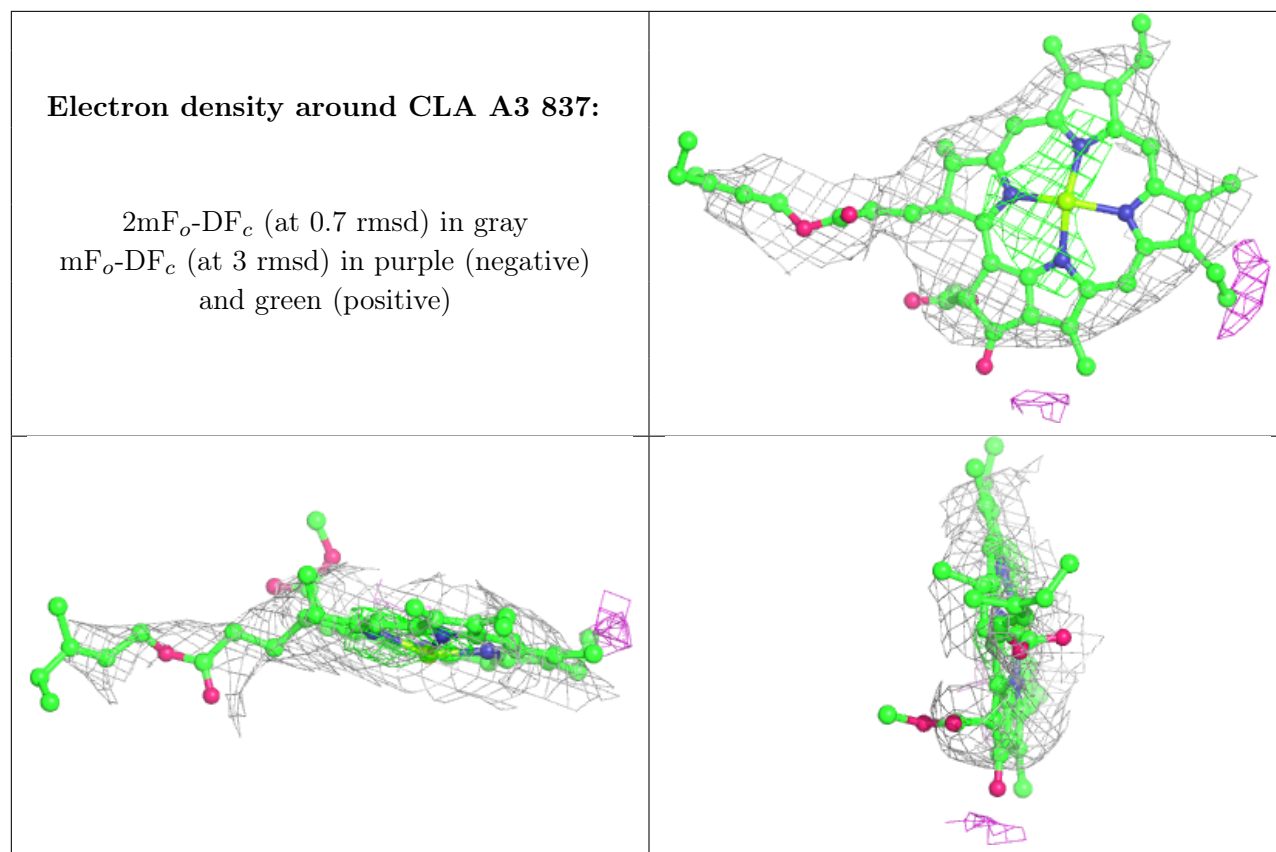 Electron density around CLA A3 837:
2mFₒ-DF𝒸 (at 0.7 rmsd) in gray
mFₒ-DF𝒸 (at 3 rmsd) in purple (negative)
and green (positive)